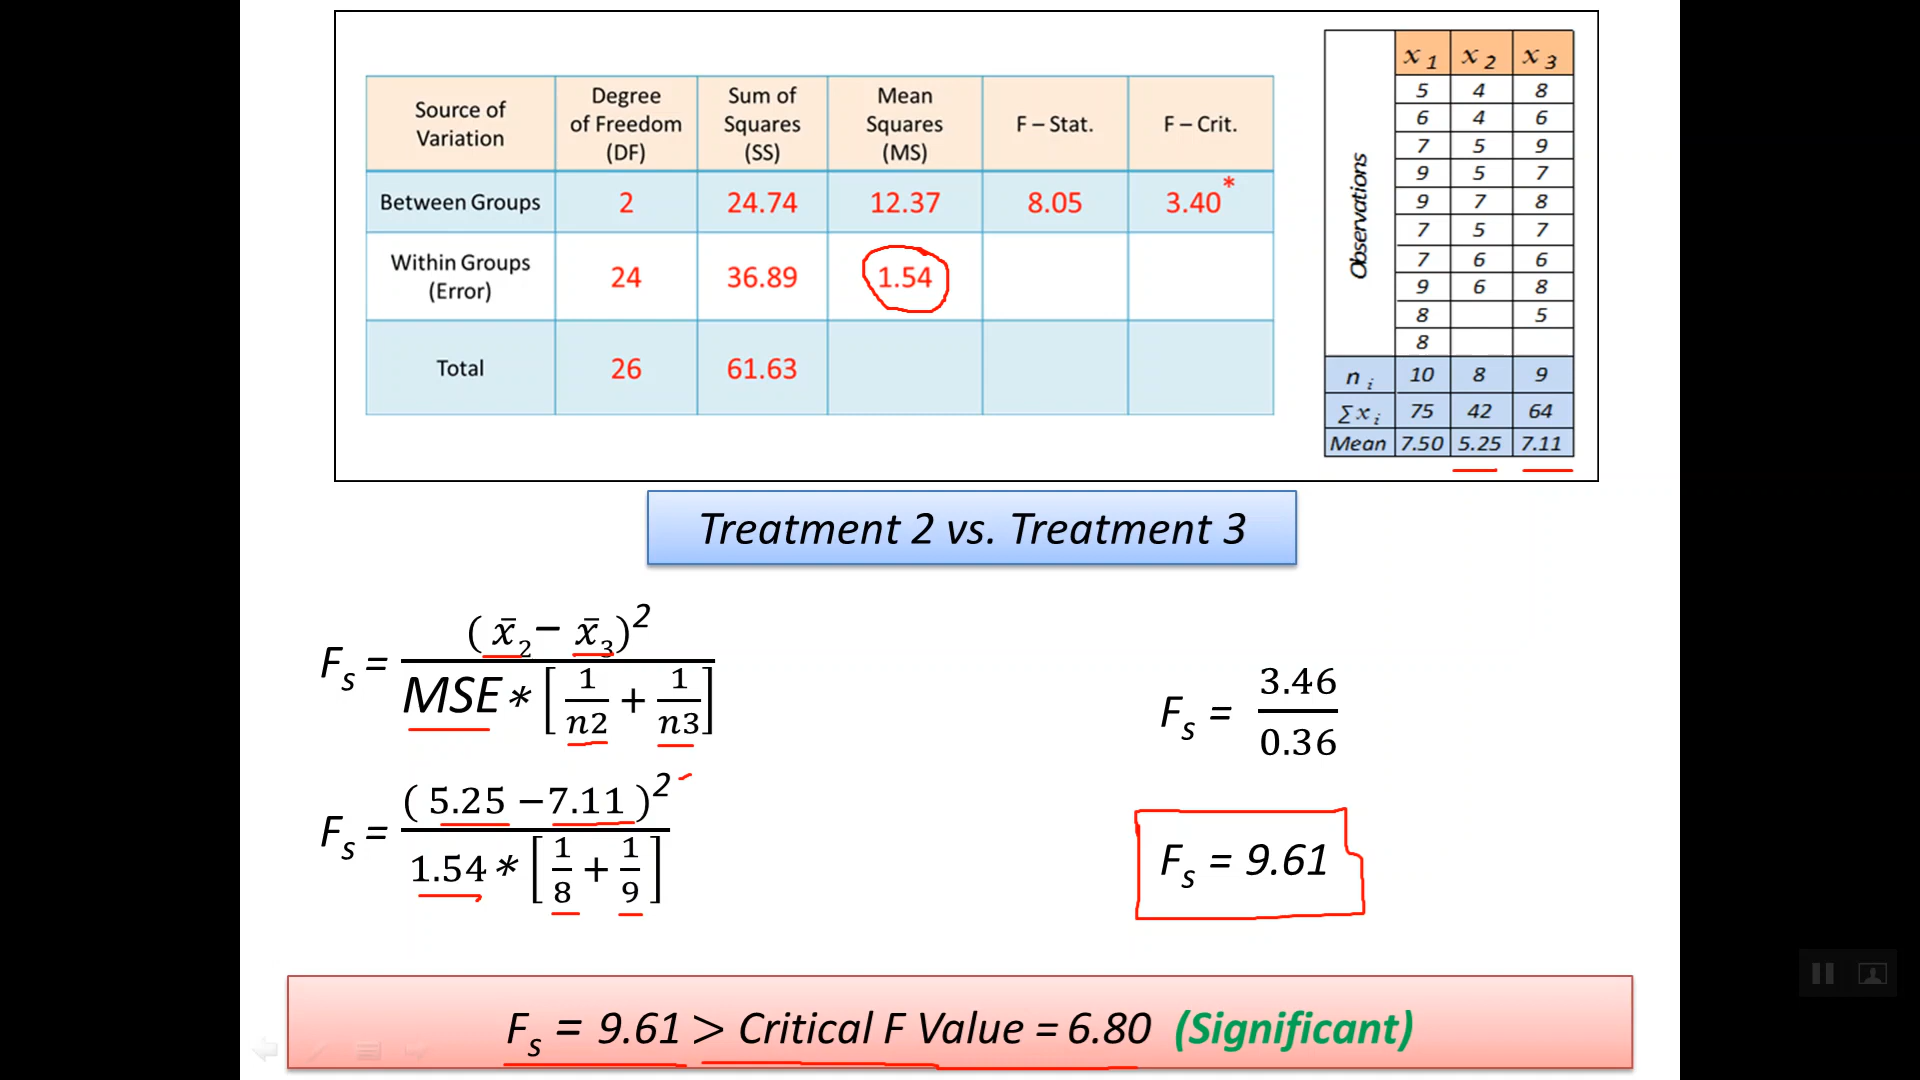 Source of Variation | Degree of Freedom (DF) | Sum of Squares (SS) | Mean Squares (MS) | F – Stat. | F – Crit.
Between Groups | 2 | 24.74 | 12.37 | 8.05 | 3.40*
Within Groups (Error) | 24 | 36.89 | 1.54
Total | 26 | 61.63
Observations
x 1 | x 2 | x 3
5 | 4 | 8
6 | 4 | 6
7 | 5 | 9
9 | 5 | 7
9 | 7 | 8
7 | 5 | 7
7 | 6 | 6
9 | 6 | 8
8 | | 5
8
n i | 10 | 8 | 9
∑x i | 75 | 42 | 64
Mean | 7.50 | 5.25 | 7.11
Treatment 2 vs. Treatment 3
Fs = ( x̄2 − x̄3 )² / MSE * [ 1/n2 + 1/n3 ]
Fs = ( 5.25 − 7.11 )² / 1.54 * [ 1/8 + 1/9 ]
Fs = 3.46 / 0.36
Fs = 9.61
Fs = 9.61 > Critical F Value = 6.80 (Significant)